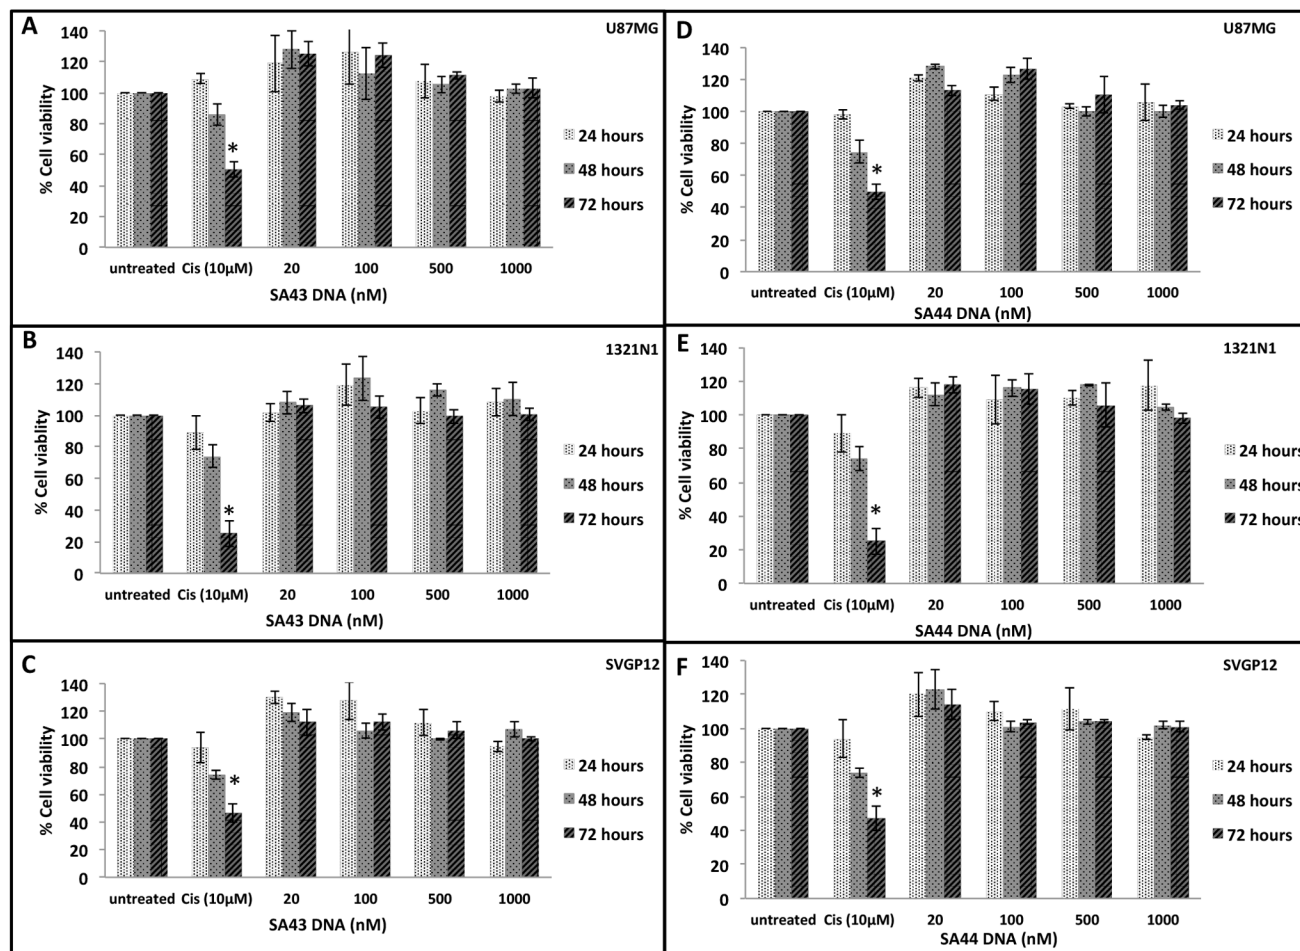 A
U87MG
140
120
100
80
60
40
20
0
% Cell viability
*
24 hours
48 hours
72 hours
untreated Cis (10µM) 20 100 500 1000
SA43 DNA (nM)
D
U87MG
140
120
100
80
60
40
20
0
% Cell viability
*
24 hours
48 hours
72 hours
untreated Cis (10µM) 20 100 500 1000
SA44 DNA (nM)
B
1321N1
140
120
100
80
60
40
20
0
% Cell viability
*
24 hours
48 hours
72 hours
untreated Cis (10µM) 20 100 500 1000
SA43 DNA (nM)
E
1321N1
140
120
100
80
60
40
20
0
% Cell viability
*
24 hours
48 hours
72 hours
untreated Cis (10µM) 20 100 500 1000
SA44 DNA (nM)
C
SVGP12
140
120
100
80
60
40
20
0
% Cell viability
*
24 hours
48 hours
72 hours
untreated Cis (10µM) 20 100 500 1000
SA43 DNA (nM)
F
SVGP12
140
120
100
80
60
40
20
0
% Cell viability
*
24 hours
48 hours
72 hours
untreated Cis (10µM) 20 100 500 1000
SA44 DNA (nM)